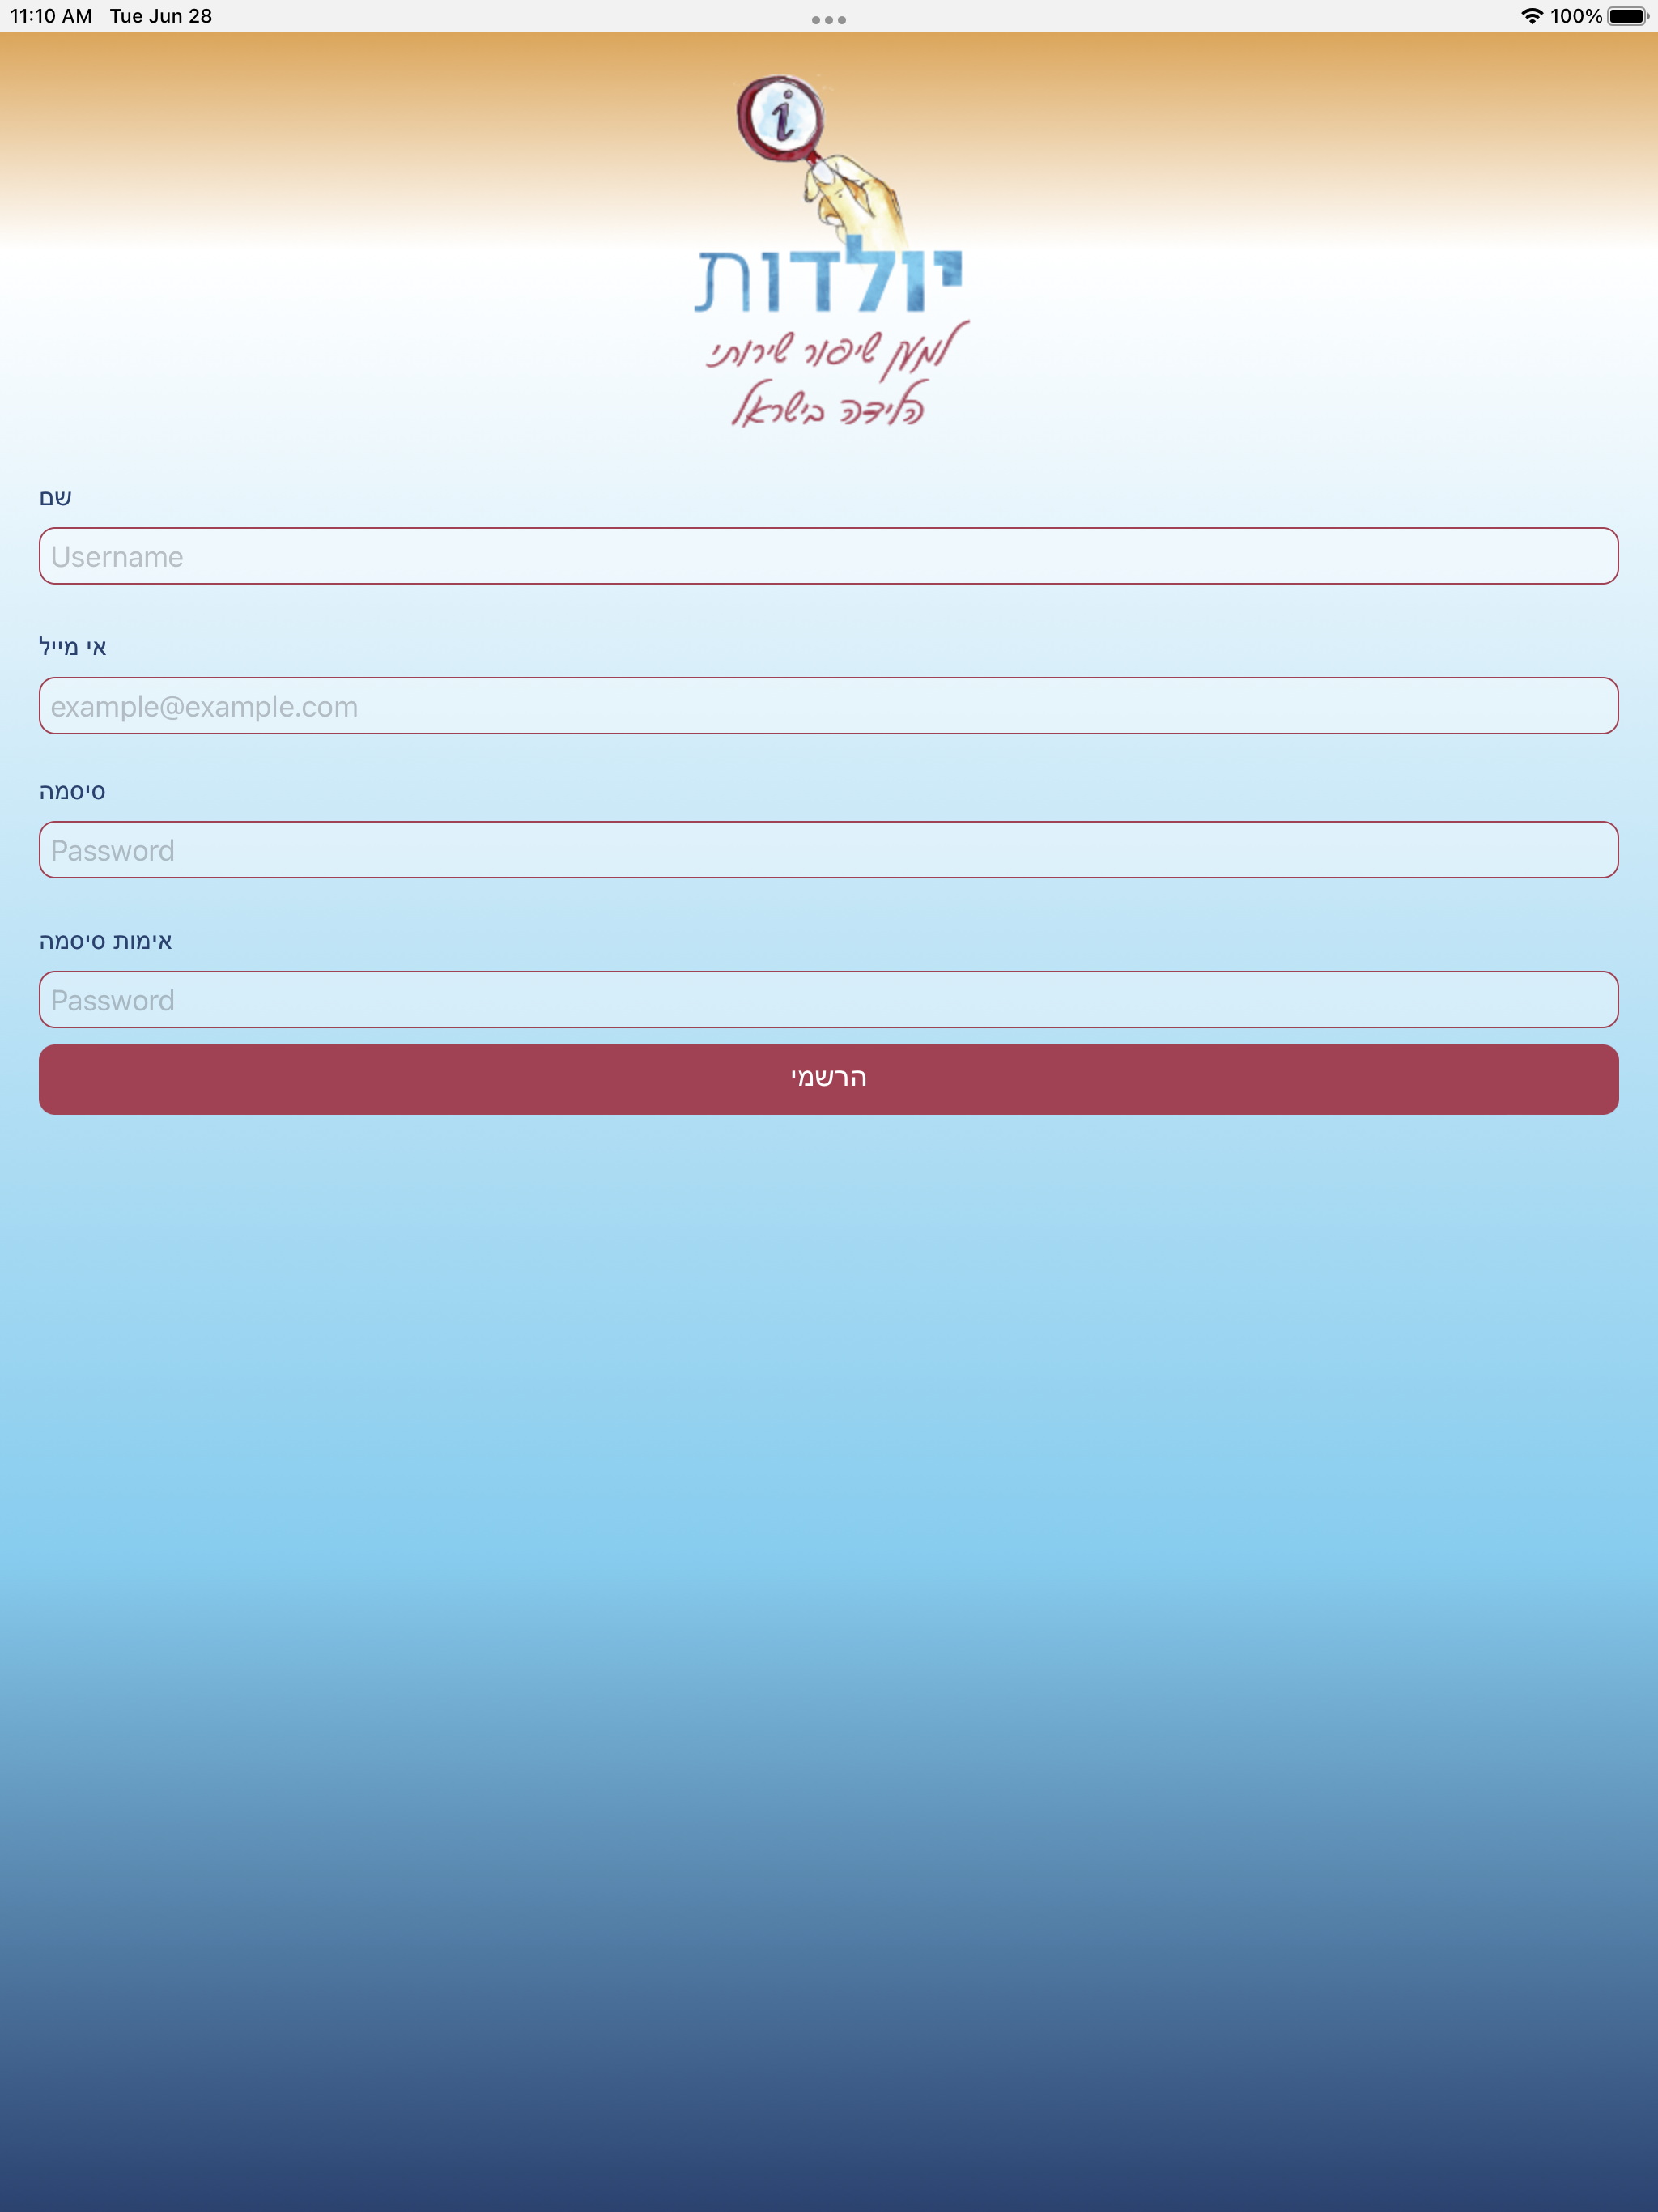 11:10 AM Tue Jun 28 100%
i
יולדות
למען שיפור שירותי
הלידה בישראל
שם
Username
אי מייל
example@example.com
סיסמה
Password
אימות סיסמה
Password
הרשמי